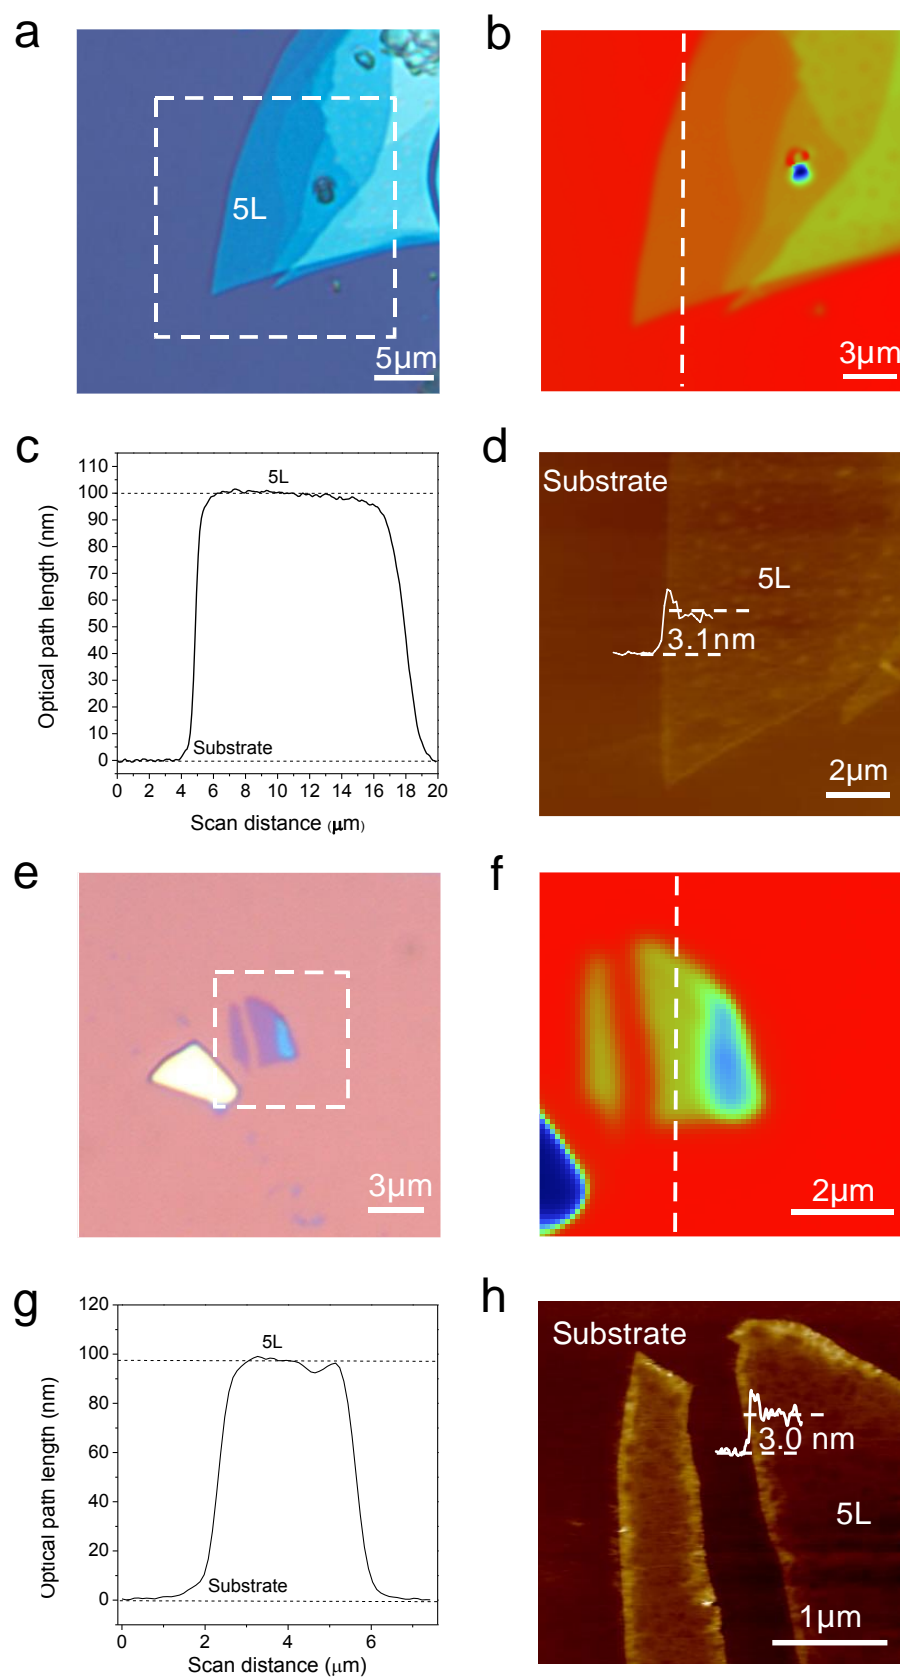 a
5L
5μm
b
3μm
c
Optical path length (nm)
110
100
90
80
70
60
50
40
30
20
10
0
5L
Substrate
0 2 4 6 8 10 12 14 16 18 20
Scan distance (μm)
d
Substrate
5L
3.1nm
2μm
e
3μm
f
2μm
g
Optical path length (nm)
120
100
80
60
40
20
0
5L
Substrate
0 2 4 6
Scan distance (μm)
h
Substrate
3.0 nm
5L
1μm